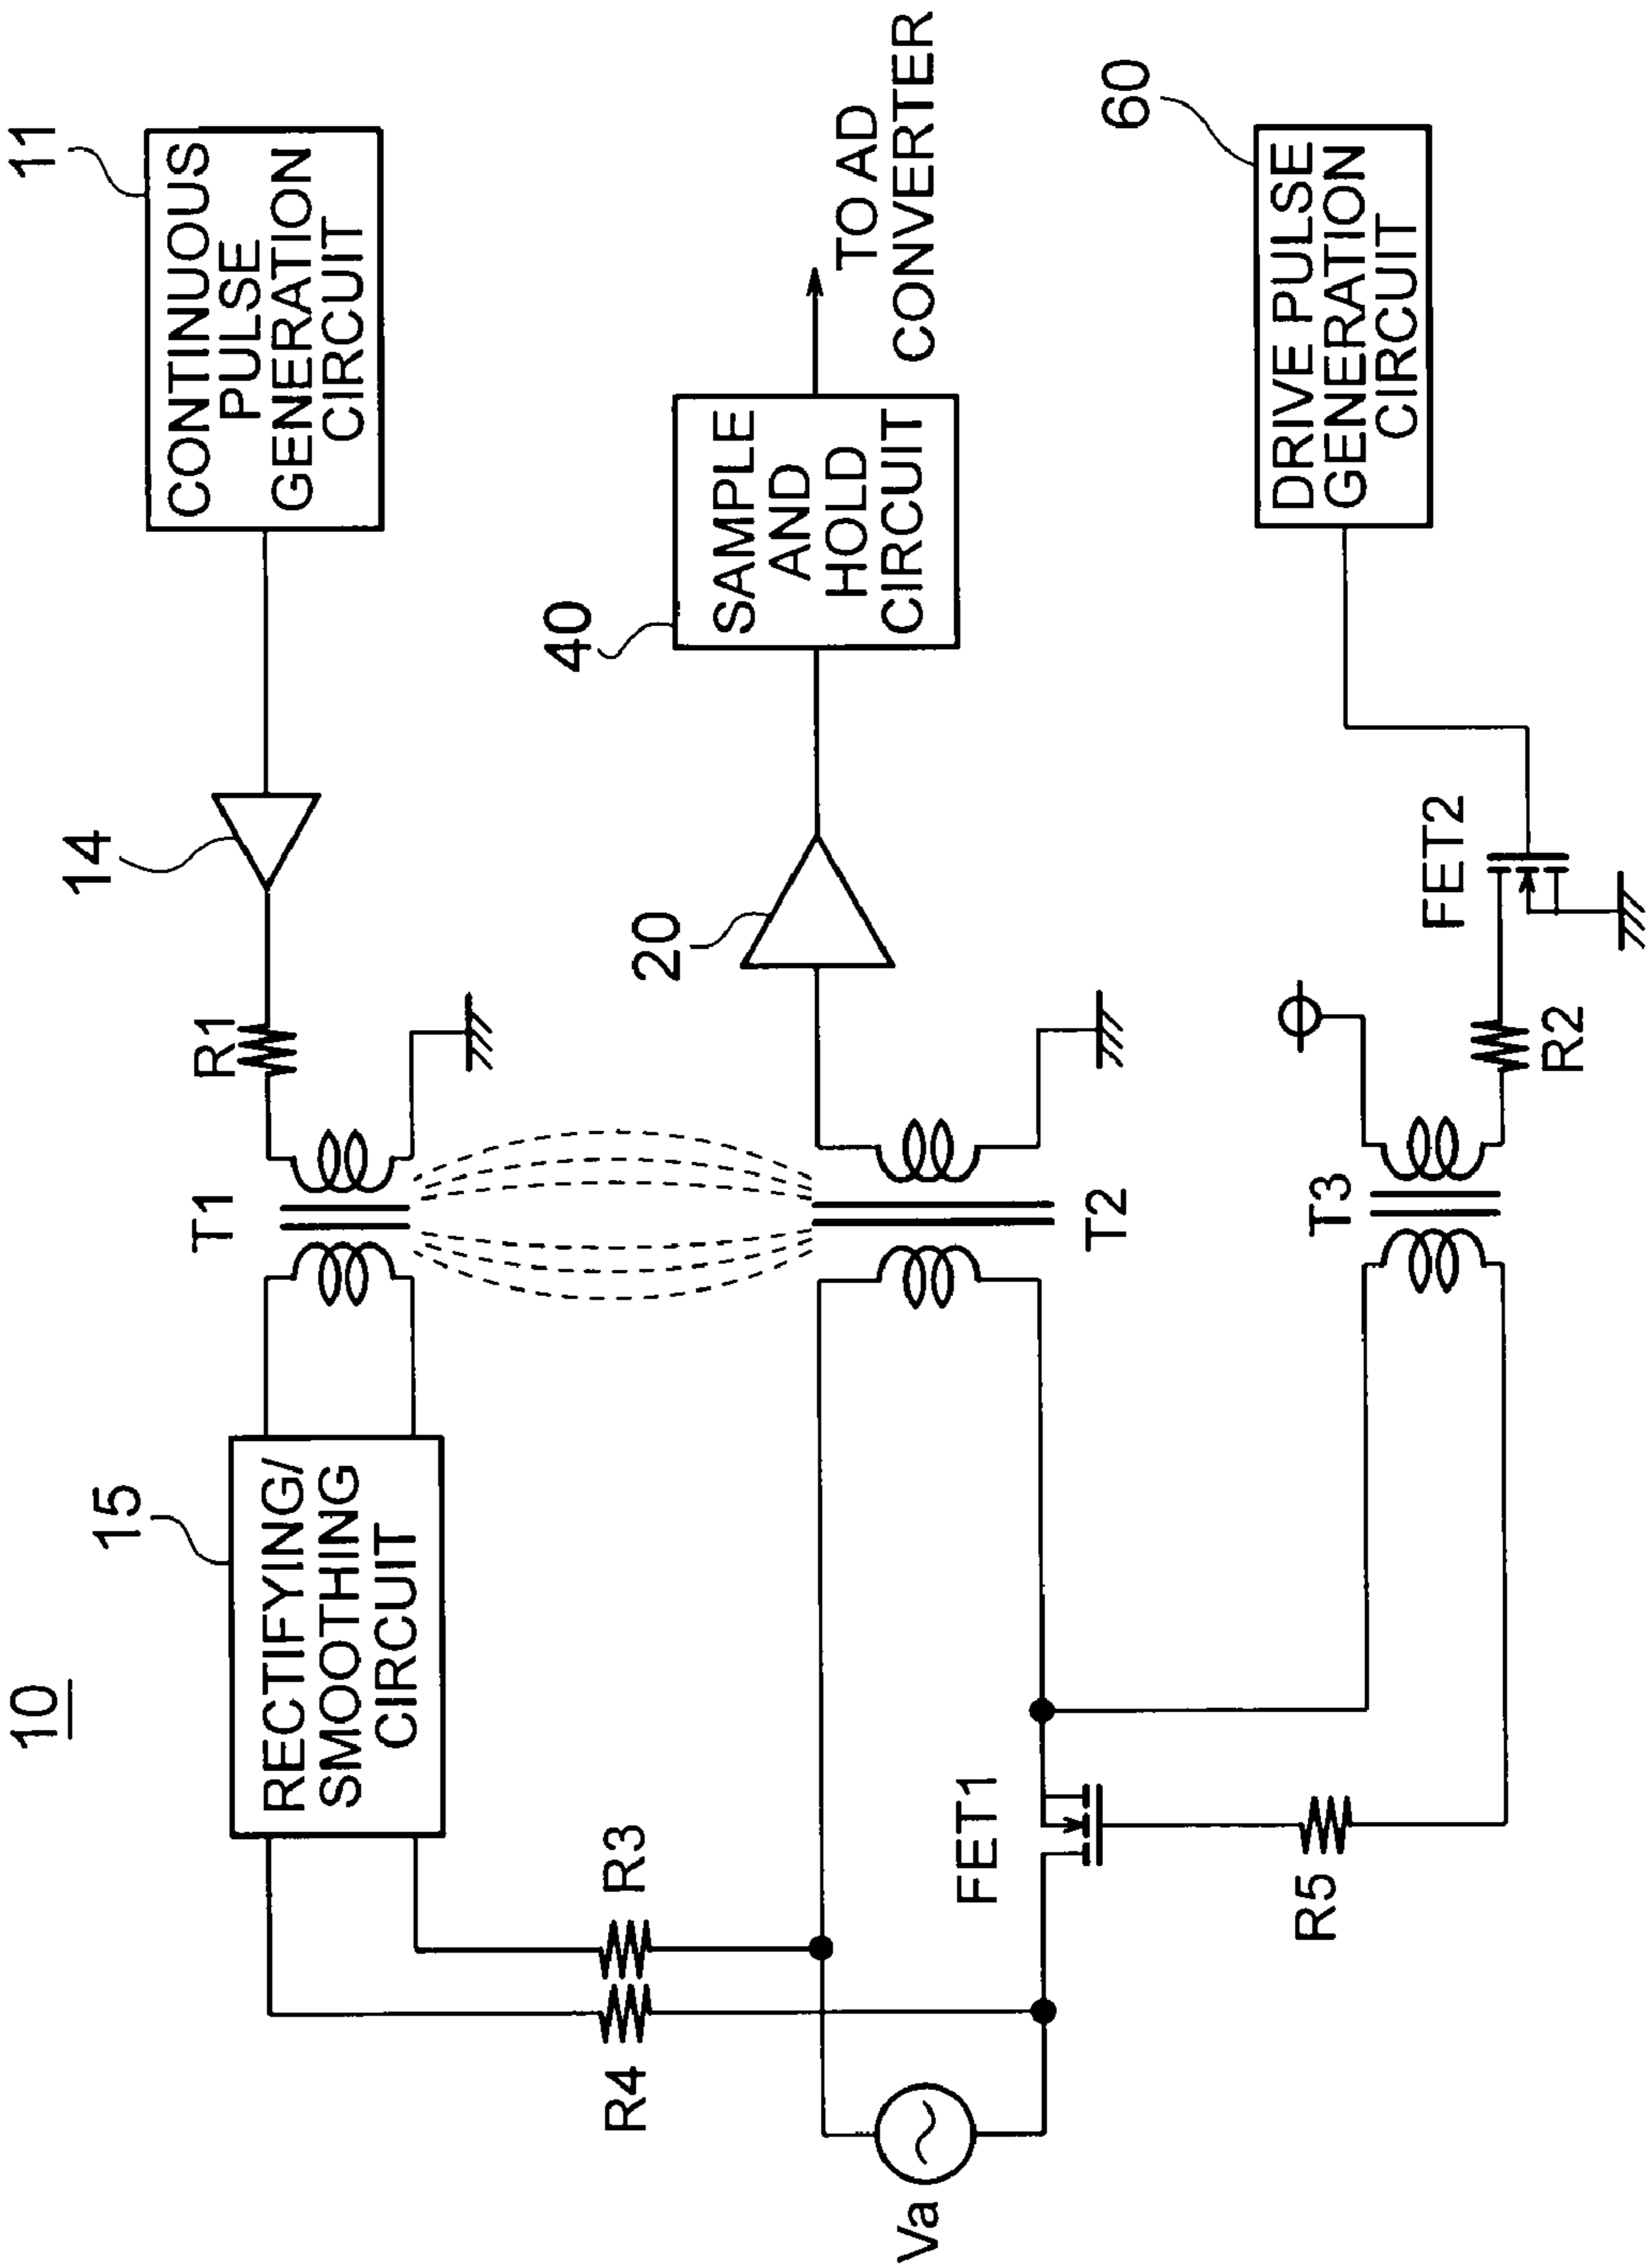 10
15
RECTIFYING/
SMOOTHING
CIRCUIT
T1
R1
14
11
CONTINUOUS
PULSE
GENERATION
CIRCUIT
R4
R3
20
40
SAMPLE
AND
HOLD
CIRCUIT
TO AD
CONVERTER
Va
FET1
T2
R5
T3
R2
FET2
60
DRIVE PULSE
GENERATION
CIRCUIT